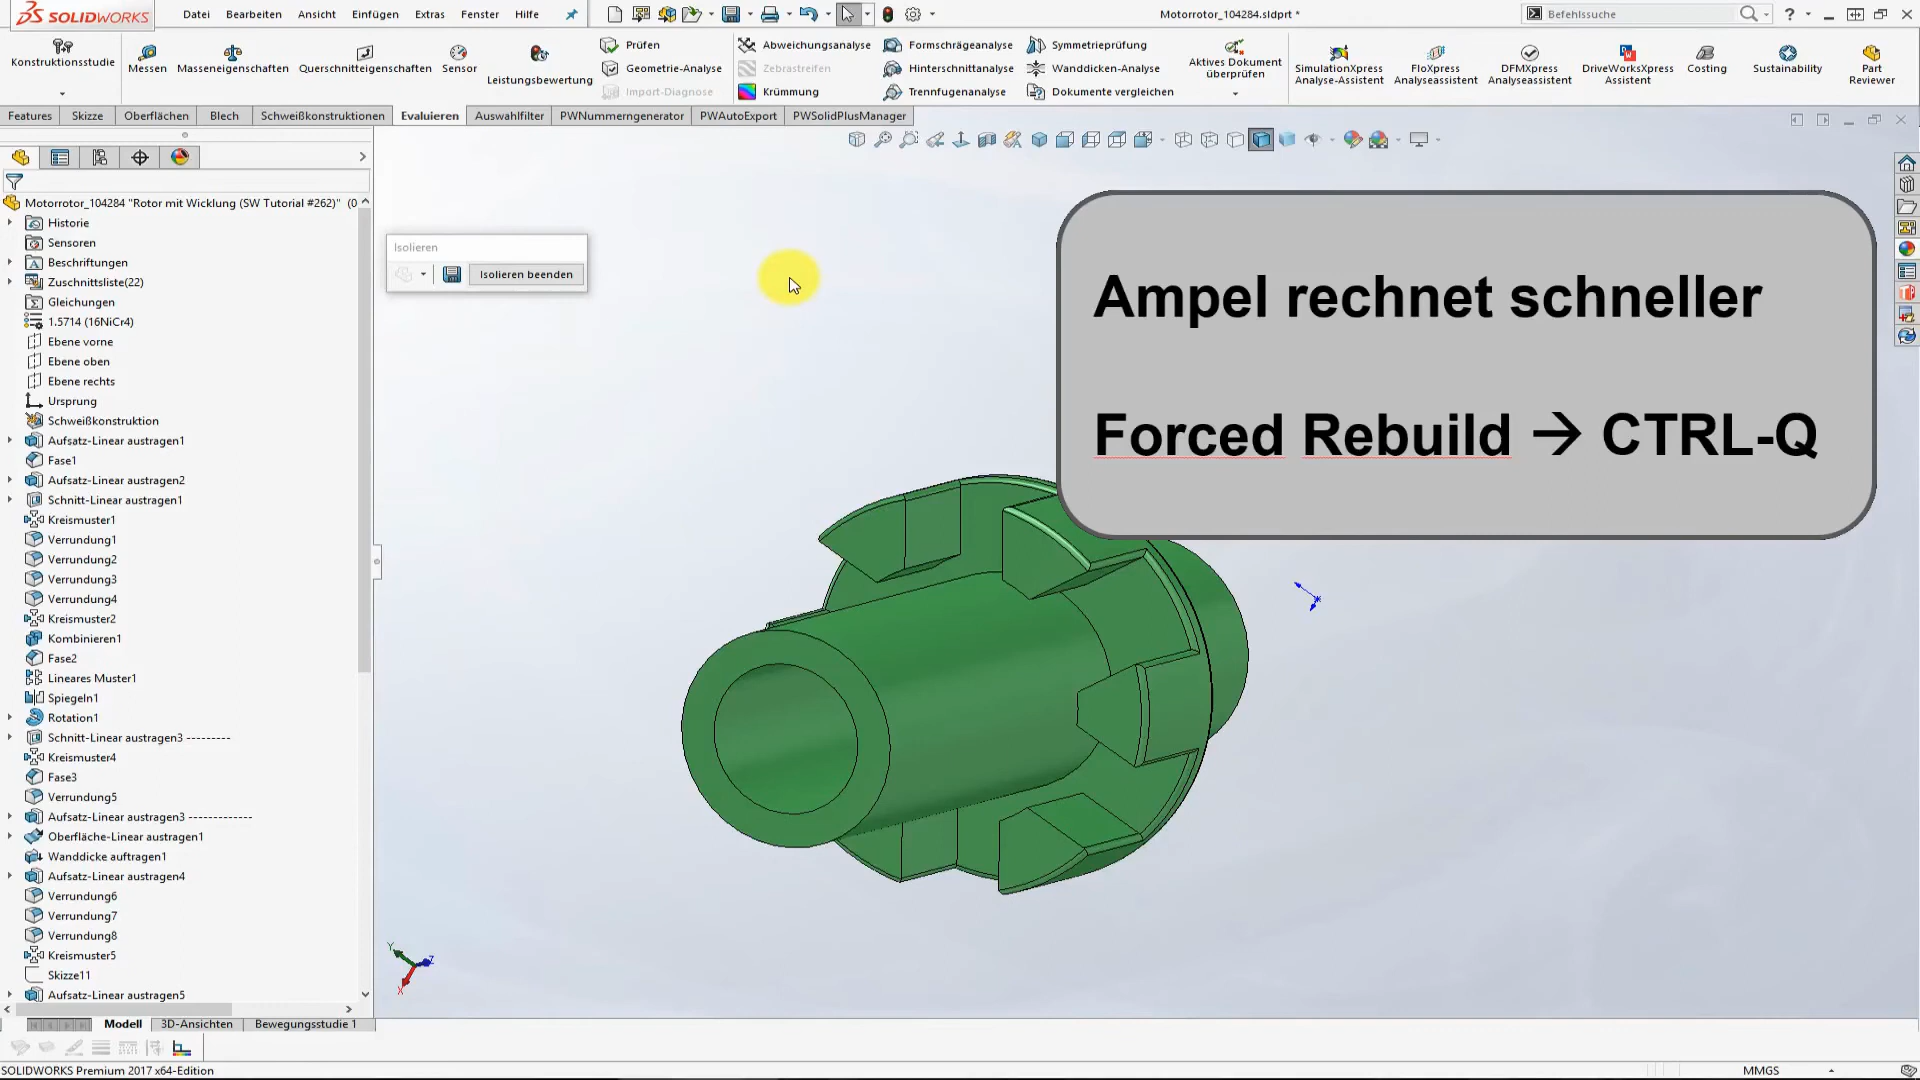 SOLIDWORKS
Datei Bearbeiten Ansicht Einfügen Extras Fenster Hilfe
Motorrotor_104284.sldprt *
Befehlssuche
Konstruktionsstudie
Messen
Masseneigenschaften
Querschnitteigenschaften
Sensor
Leistungsbewertung
Prüfen
Geometrie-Analyse
Import-Diagnose
Abweichungsanalyse
Zebrastreifen
Krümmung
Formschrägeanalyse
Hinterschnittanalyse
Trennfugenanalyse
Symmetrieprüfung
Wanddicken-Analyse
Dokumente vergleichen
Aktives Dokument
überprüfen
SimulationXpress
Analyse-Assistent
FloXpress
Analyseassistent
DFMXpress
Analyseassistent
DriveWorksXpress
Assistent
Costing
Sustainability
Part
Reviewer
Features Skizze Oberflächen Blech Schweißkonstruktionen Evaluieren Auswahlfilter PWNummerngenerator PWAutoExport PWSolidPlusManager
Motorrotor_104284 "Rotor mit Wicklung (SW Tutorial #262)" (0
Historie
Sensoren
Beschriftungen
Zuschnittsliste(22)
Gleichungen
1.5714 (16NiCr4)
Ebene vorne
Ebene oben
Ebene rechts
Ursprung
Schweißkonstruktion
Aufsatz-Linear austragen1
Fase1
Aufsatz-Linear austragen2
Schnitt-Linear austragen1
Kreismuster1
Verrundung1
Verrundung2
Verrundung3
Verrundung4
Kreismuster2
Kombinieren1
Fase2
Lineares Muster1
Spiegeln1
Rotation1
Schnitt-Linear austragen3 ---------
Kreismuster4
Fase3
Verrundung5
Aufsatz-Linear austragen3 -------------
Oberfläche-Linear austragen1
Wanddicke auftragen1
Aufsatz-Linear austragen4
Verrundung6
Verrundung7
Verrundung8
Kreismuster5
Skizze11
Aufsatz-Linear austragen5
Isolieren
Isolieren beenden
Ampel rechnet schneller
Forced Rebuild → CTRL-Q
Y
Z
X
Modell 3D-Ansichten Bewegungsstudie 1
SOLIDWORKS Premium 2017 x64-Edition
MMGS